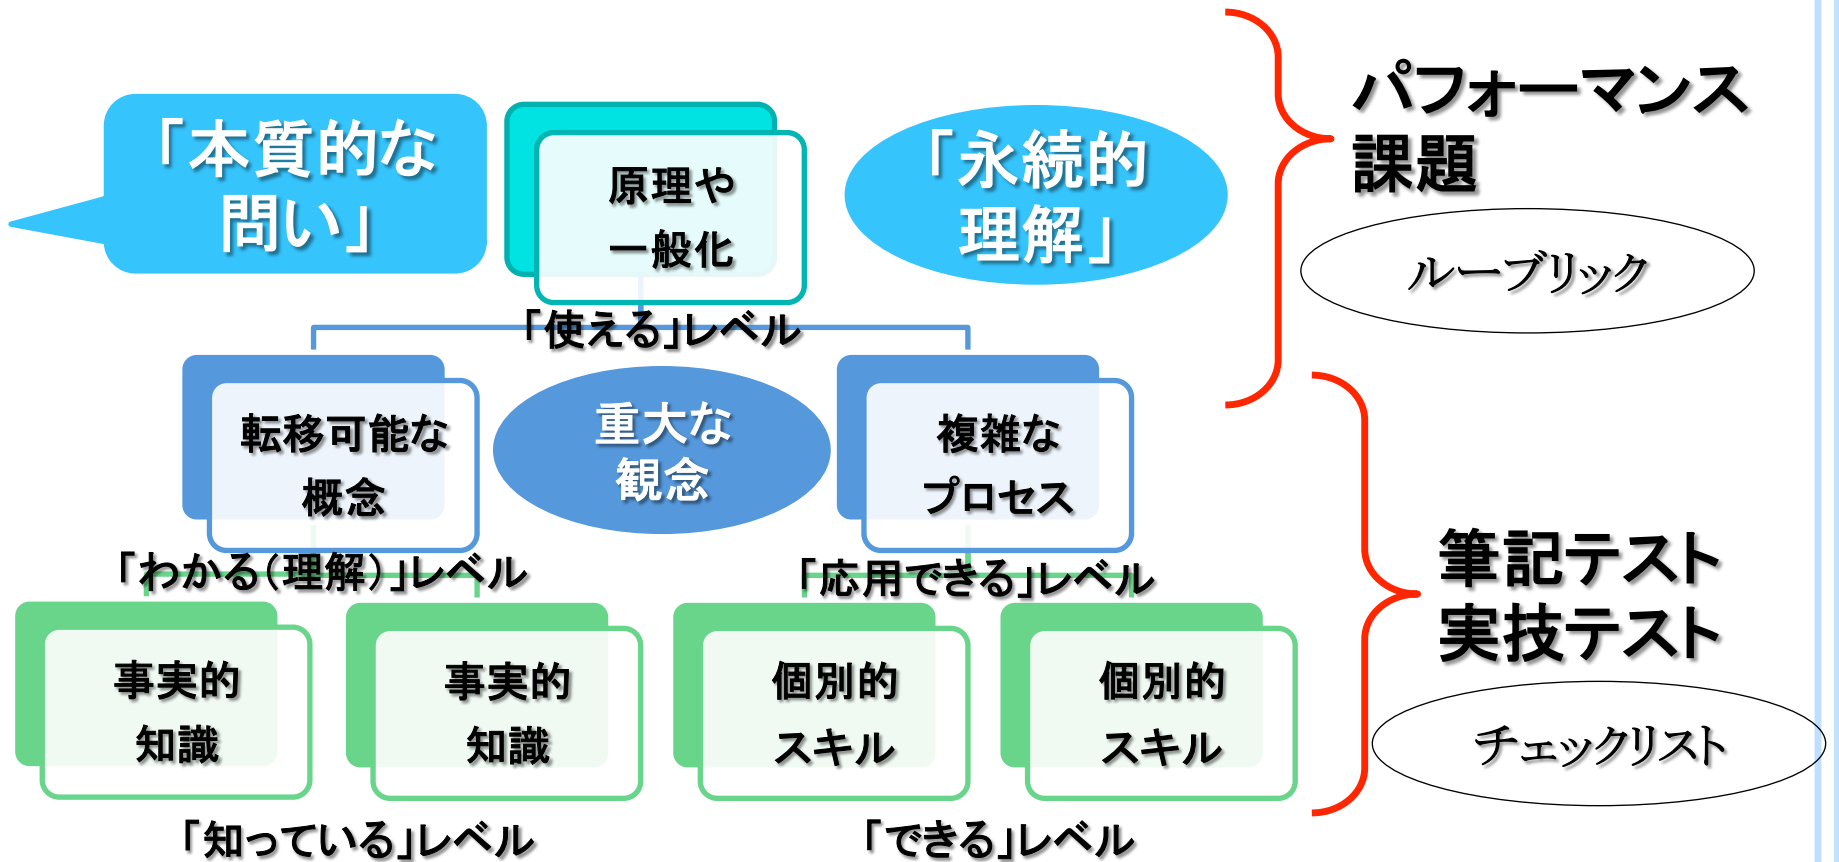 「本質的な
問い」
原理や
一般化
「永続的
理解」
パフォーマンス
課題
ルーブリック
「使える」レベル
転移可能な
概念
重大な
観念
複雑な
プロセス
「わかる（理解）」レベル
「応用できる」レベル
筆記テスト
実技テスト
チェックリスト
事実的
知識
事実的
知識
個別的
スキル
個別的
スキル
「知っている」レベル
「できる」レベル